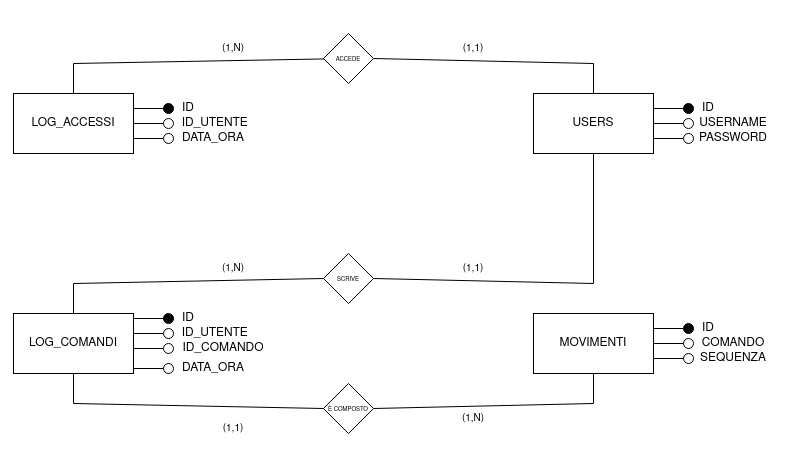 (1,N)
ACCEDE
(1,1)
LOG_ACCESSI
ID
ID_UTENTE
DATA_ORA
USERS
ID
USERNAME
PASSWORD
(1,N)
SCRIVE
(1,1)
LOG_COMANDI
ID
ID_UTENTE
ID_COMANDO
DATA_ORA
MOVIMENTI
ID
COMANDO
SEQUENZA
(1,1)
È COMPOSTO
(1,N)